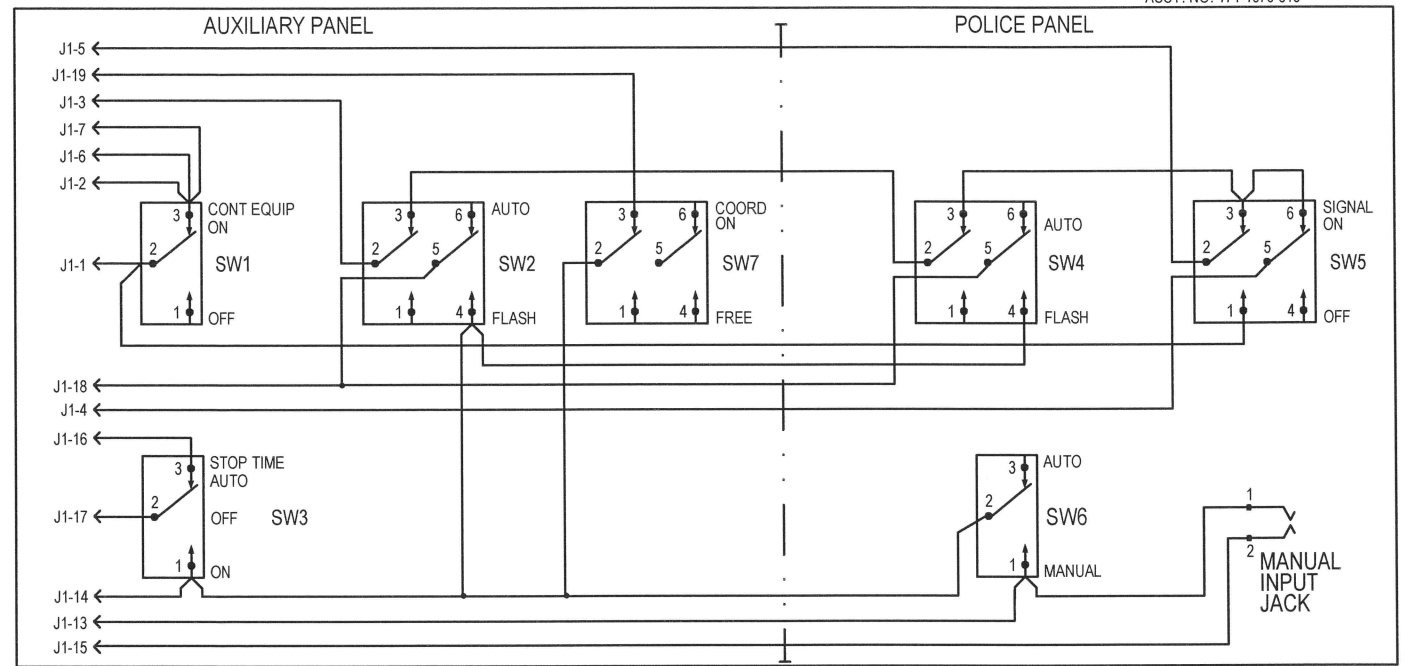 AUXILIARY PANEL
POLICE PANEL
J1-5
J1-19
J1-3
J1-7
J1-6
J1-2
J1-1
J1-18
J1-4
J1-16
J1-17
J1-14
J1-13
J1-15
3
CONT EQUIP
ON
2
SW1
1
OFF
3
6
AUTO
2
5
SW2
1
4
FLASH
3
6
COORD
ON
2
5
SW7
1
4
FREE
3
6
AUTO
2
5
SW4
1
4
FLASH
3
6
SIGNAL
ON
2
5
SW5
1
4
OFF
3
STOP TIME
AUTO
2
OFF
SW3
1
ON
3
AUTO
2
SW6
1
MANUAL
1
2
MANUAL
INPUT
JACK